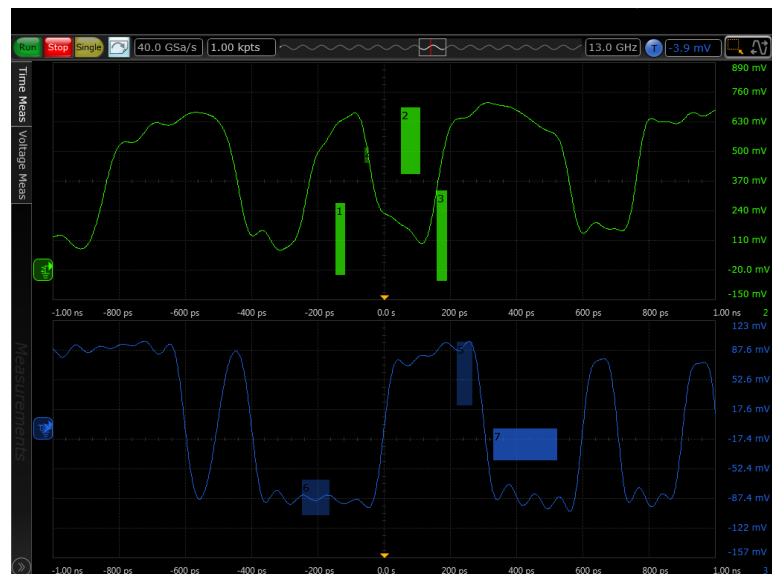 Run Stop Single 40.0 GSa/s 1.00 kpts 13.0 GHz T -3.9 mV
Time Meas
Voltage Meas
Measurements
890 mV
760 mV
630 mV
500 mV
370 mV
240 mV
110 mV
-20.0 mV
-150 mV
2
1
3
-1.00 ns -800 ps -600 ps -400 ps -200 ps 0.0 s 200 ps 400 ps 600 ps 800 ps 1.00 ns 2
123 mV
87.6 mV
52.6 mV
17.6 mV
-17.4 mV
-52.4 mV
-87.4 mV
-122 mV
-157 mV
5
7
6
-1.00 ns -800 ps -600 ps -400 ps -200 ps 0.0 s 200 ps 400 ps 600 ps 800 ps 1.00 ns 3